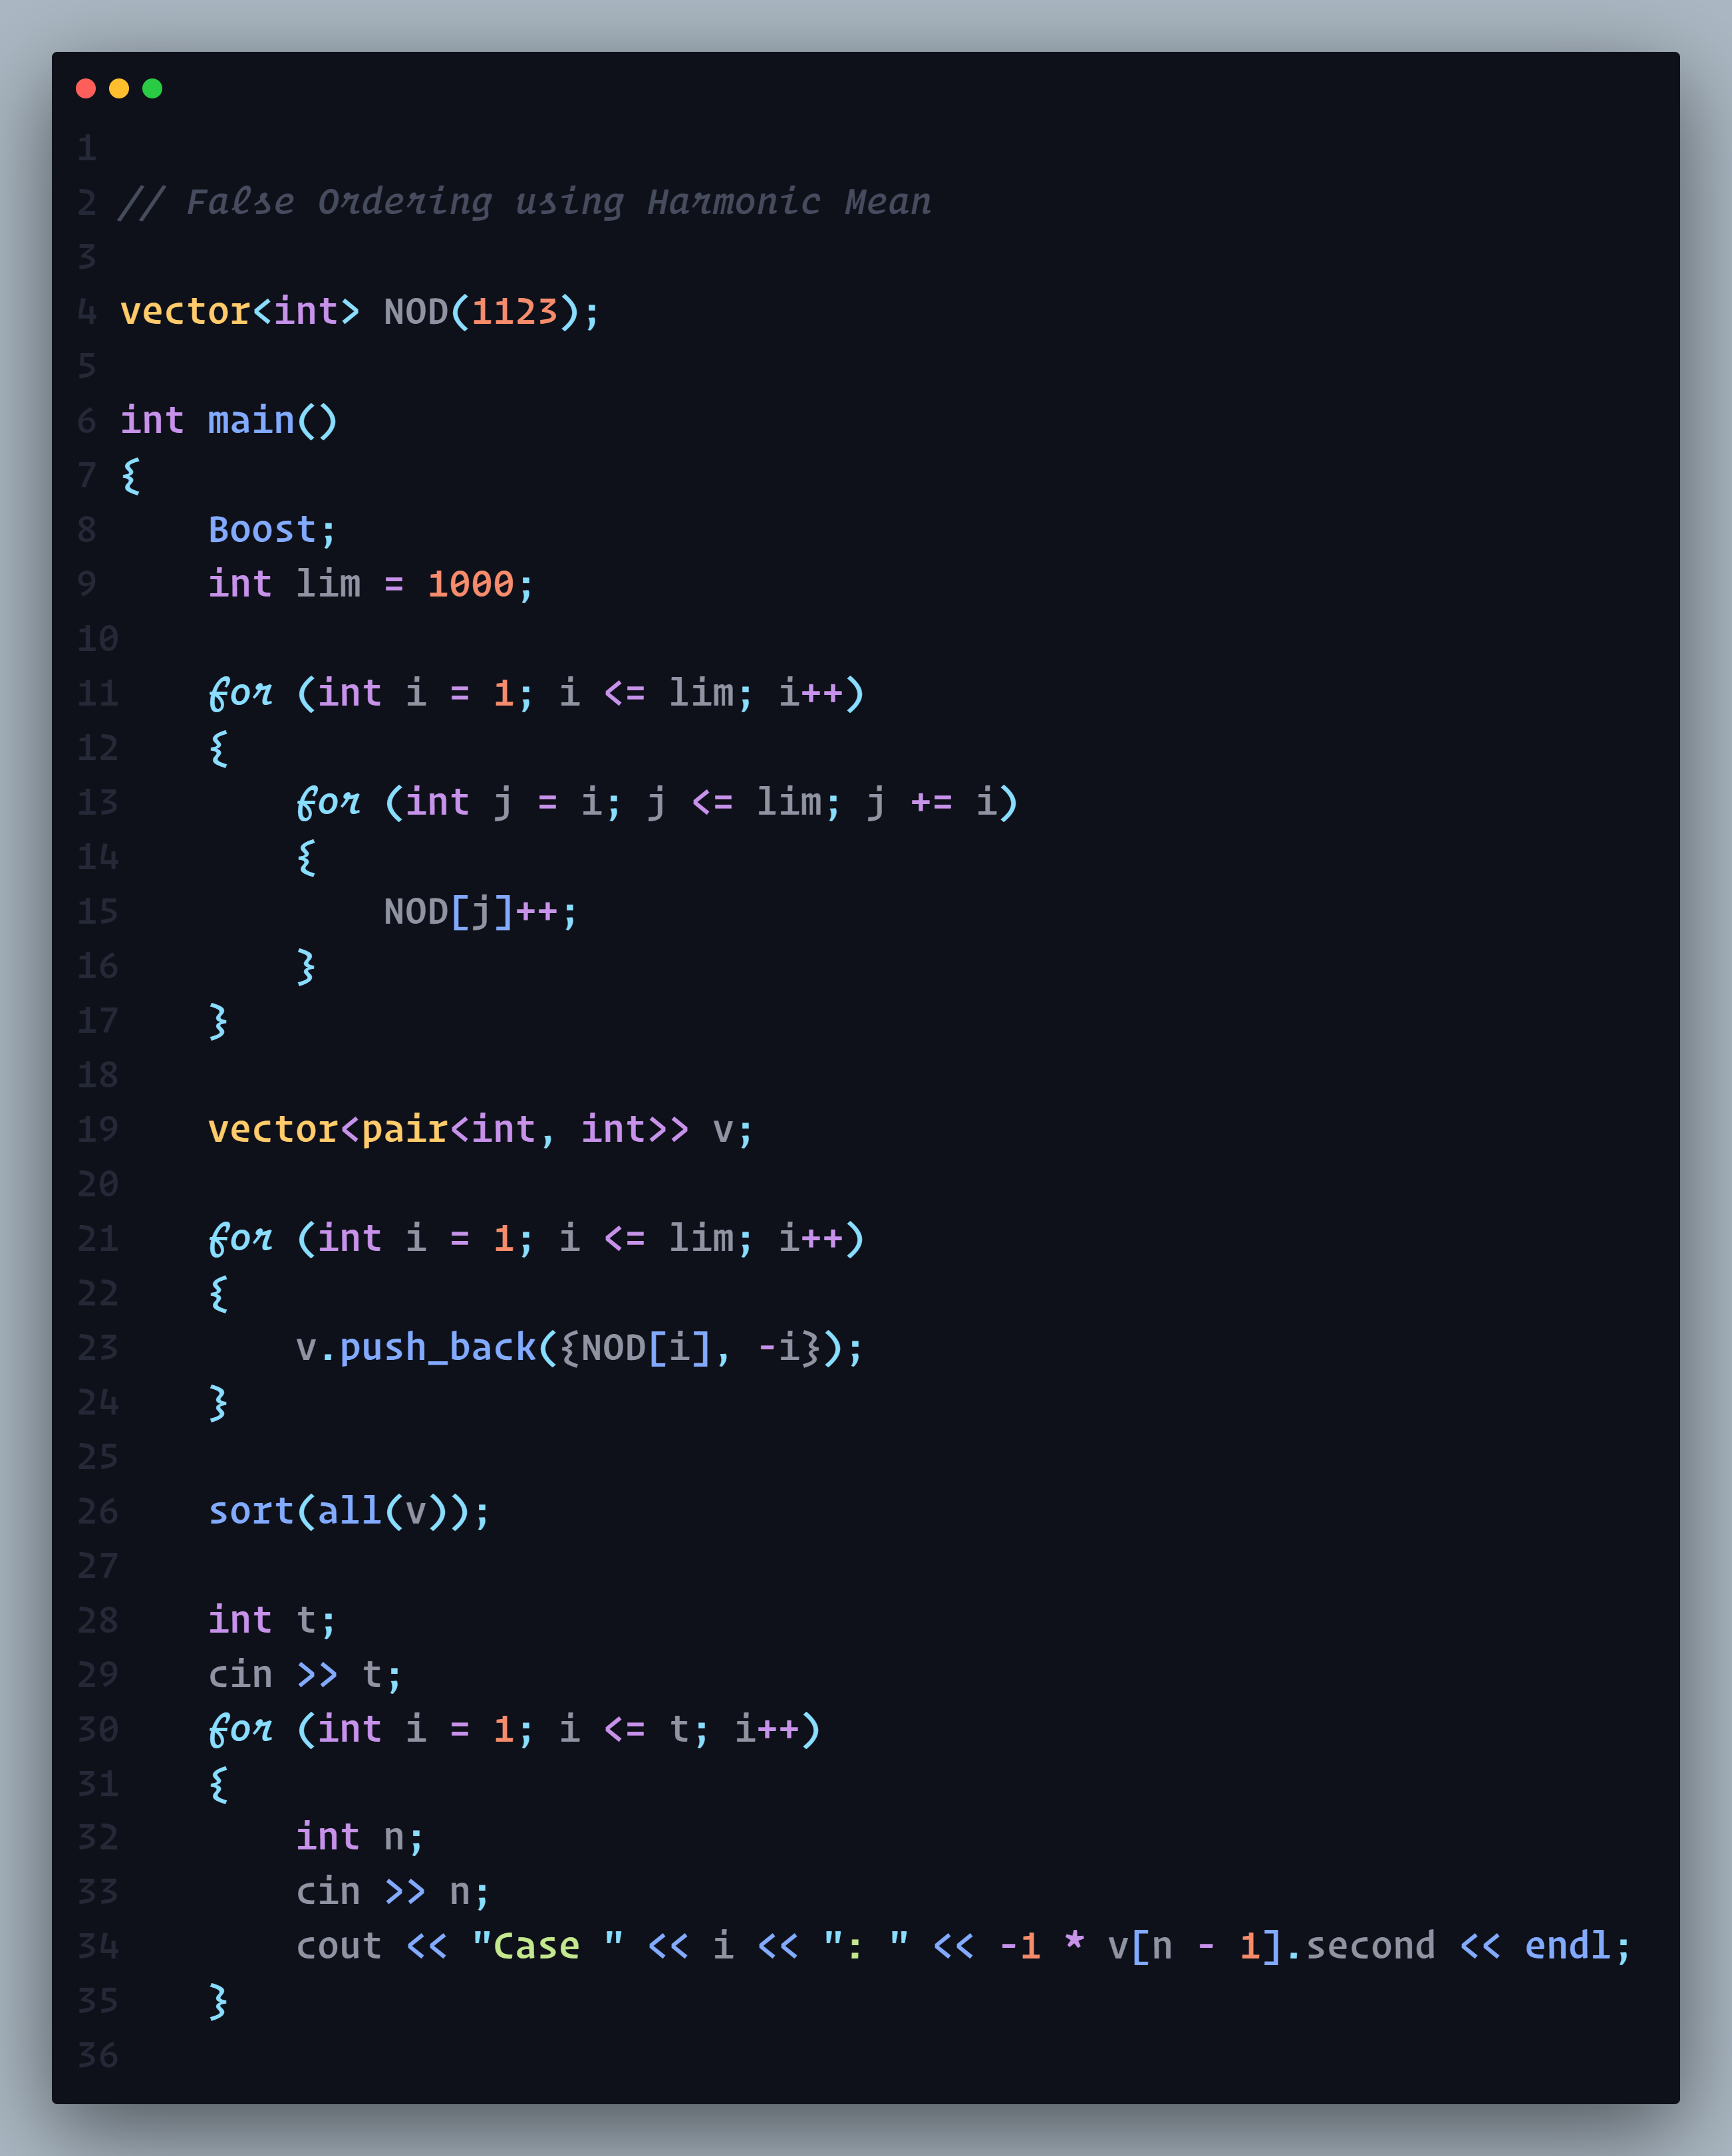 1
2 // False Ordering using Harmonic Mean
3
4 vector<int> NOD(1123);
5
6 int main()
7 {
8     Boost;
9     int lim = 1000;
10
11     for (int i = 1; i <= lim; i++)
12     {
13         for (int j = i; j <= lim; j += i)
14         {
15             NOD[j]++;
16         }
17     }
18
19     vector<pair<int, int>> v;
20
21     for (int i = 1; i <= lim; i++)
22     {
23         v.push_back({NOD[i], -i});
24     }
25
26     sort(all(v));
27
28     int t;
29     cin >> t;
30     for (int i = 1; i <= t; i++)
31     {
32         int n;
33         cin >> n;
34         cout << "Case " << i << ": " << -1 * v[n - 1].second << endl;
35     }
36